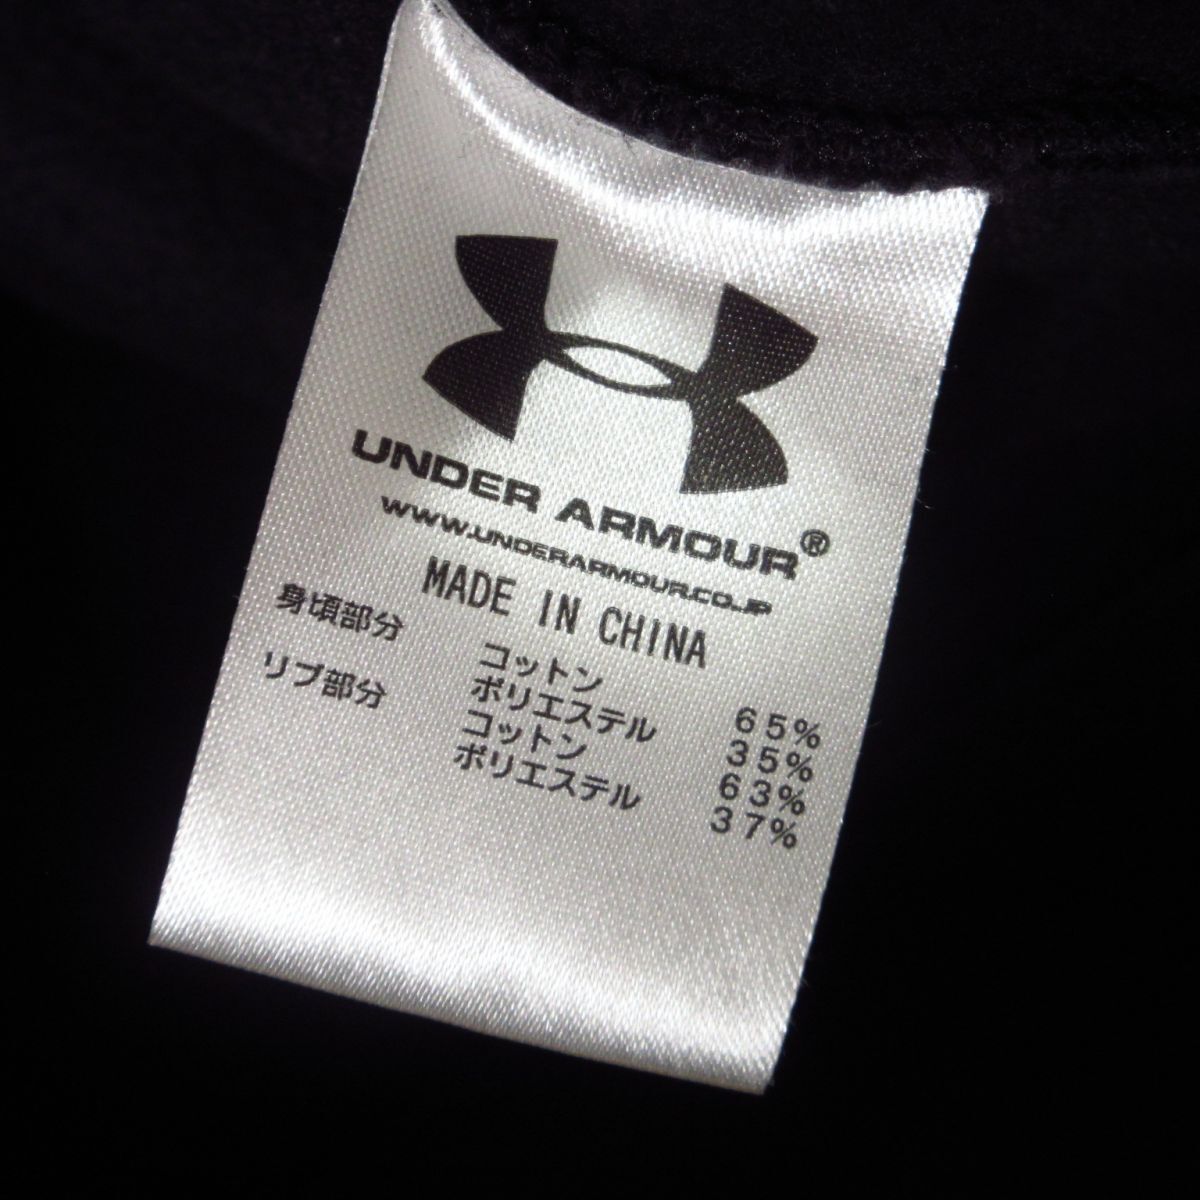 UNDER ARMOUR®
WWW.UNDERARMOUR.CO.JP
MADE IN CHINA
身頃部分 コットン 65%
ポリエステル 35%
リブ部分 コットン 63%
ポリエステル 37%